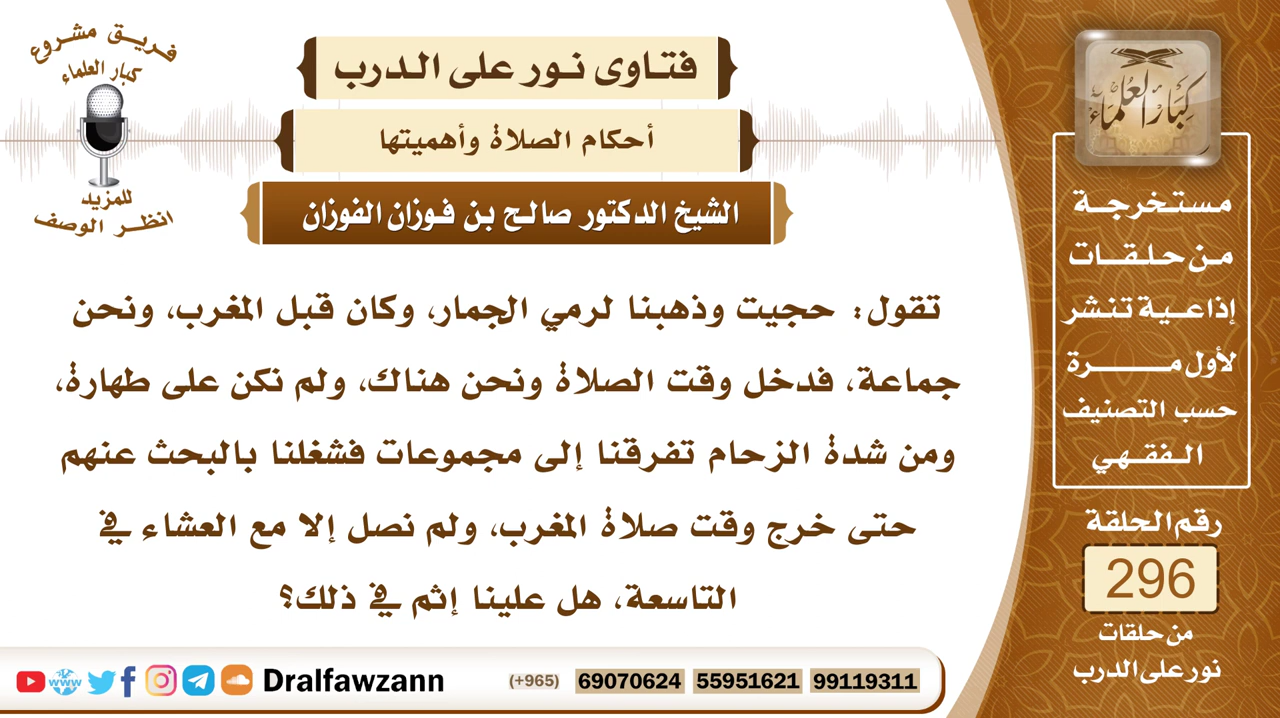 فريق مشروع
كبار العلماء
للمزيد
انظر الوصف
فتاوى نور على الدرب
أحكام الصلاة وأهميتها
الشيخ الدكتور صالح بن فوزان الفوزان
تقول: حجيت وذهبنا لرمي الجمار، وكان قبل المغرب، ونحن
جماعة، فدخل وقت الصلاة ونحن هناك، ولم نكن على طهارة،
ومن شدة الزحام تفرقنا إلى مجموعات فشغلنا بالبحث عنهم
حتى خرج وقت صلاة المغرب، ولم نصل إلا مع العشاء في
التاسعة، هل علينا إثم في ذلك؟
كبار العلماء
مستخرجة
من حلقات
إذاعية تنشر
لأول مرة
حسب التصنيف
الفقهي
رقم الحلقة
296
من حلقات
نور على الدرب
www
Dralfawzann
(+965) 69070624 55951621 99119311